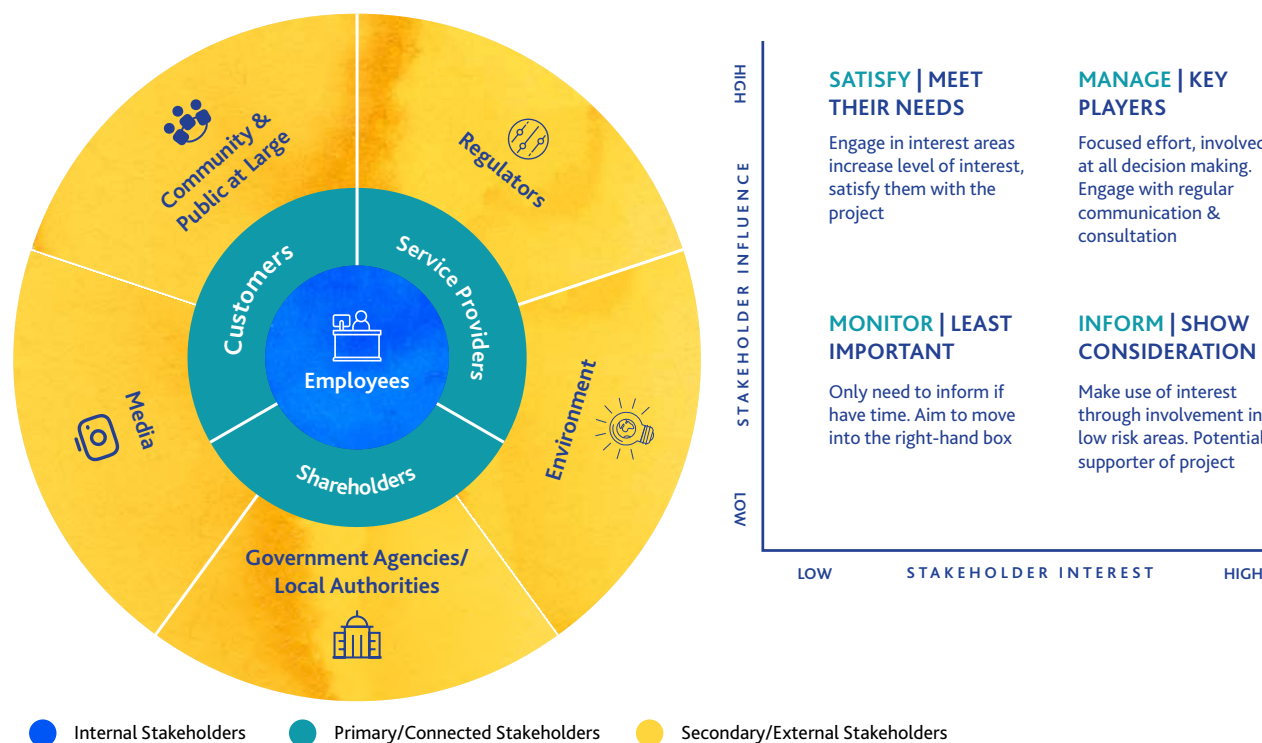 Community &
Public at Large
Regulators
Customers
Service Providers
Employees
Media
Environment
Shareholders
Government Agencies/
Local Authorities
Internal Stakeholders
Primary/Connected Stakeholders
Secondary/External Stakeholders
HIGH
STAKEHOLDER INFLUENCE
LOW
SATISFY | MEET
THEIR NEEDS
Engage in interest areas
increase level of interest,
satisfy them with the
project
MANAGE | KEY
PLAYERS
Focused effort, involved
at all decision making.
Engage with regular
communication &
consultation
MONITOR | LEAST
IMPORTANT
Only need to inform if
have time. Aim to move
into the right-hand box
INFORM | SHOW
CONSIDERATION
Make use of interest
through involvement in
low risk areas. Potential
supporter of project
LOW
STAKEHOLDER INTEREST
HIGH